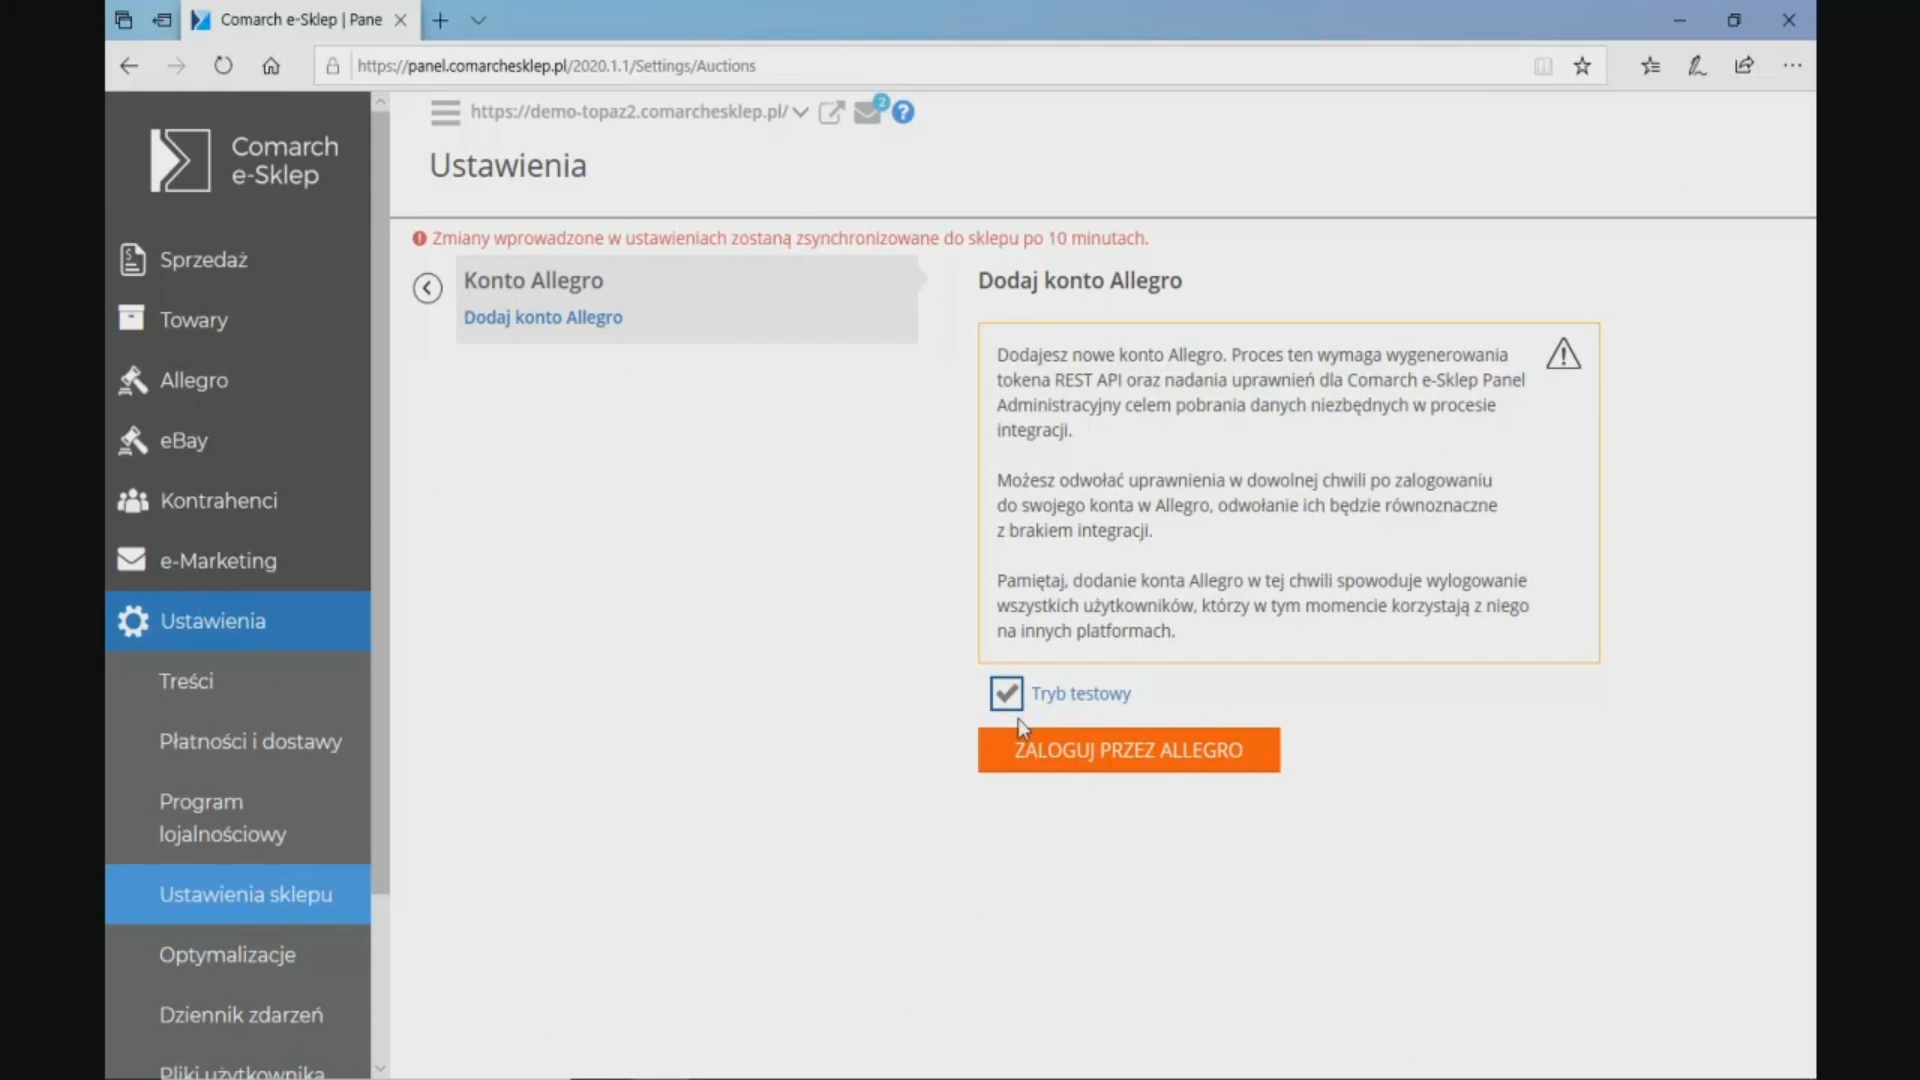 Comarch e-Sklep | Pane
https://panel.comarchesklep.pl/2020.1.1/Settings/Auctions
Comarch
e-Sklep
https://demo-topaz2.comarchesklep.pl/
2
?
Ustawienia
Sprzedaż
Towary
Allegro
eBay
Kontrahenci
e-Marketing
Ustawienia
Treści
Płatności i dostawy
Program
lojalnościowy
Ustawienia sklepu
Optymalizacje
Dziennik zdarzeń
Pliki użytkownika
Zmiany wprowadzone w ustawieniach zostaną zsynchronizowane do sklepu po 10 minutach.
Konto Allegro
Dodaj konto Allegro
Dodaj konto Allegro
Dodajesz nowe konto Allegro. Proces ten wymaga wygenerowania
tokena REST API oraz nadania uprawnień dla Comarch e-Sklep Panel
Administracyjny celem pobrania danych niezbędnych w procesie
integracji.
Możesz odwołać uprawnienia w dowolnej chwili po zalogowaniu
do swojego konta w Allegro, odwołanie ich będzie równoznaczne
z brakiem integracji.
Pamiętaj, dodanie konta Allegro w tej chwili spowoduje wylogowanie
wszystkich użytkowników, którzy w tym momencie korzystają z niego
na innych platformach.
Tryb testowy
ZALOGUJ PRZEZ ALLEGRO